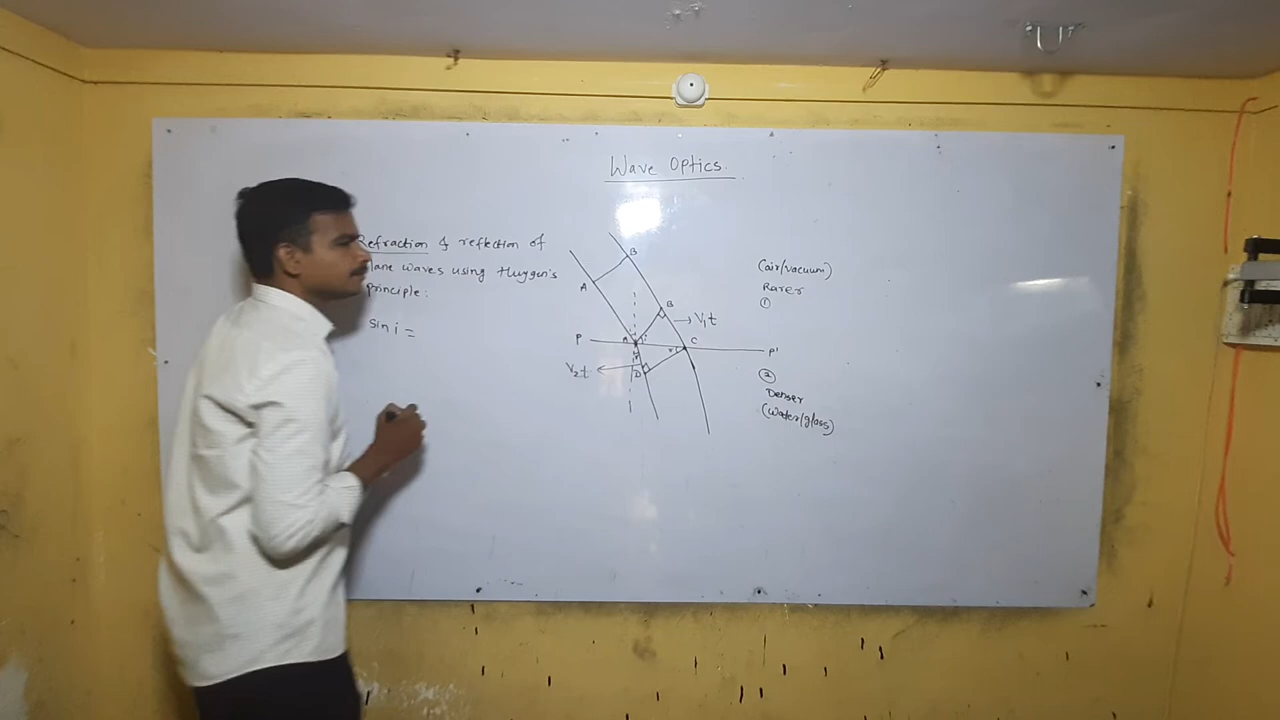 Wave Optics.
Refraction & reflection of
plane waves using Huygen's
principle:
sin i =
B
A
B
→ V₁t
P
A
i
C
P'
r
r
V₂t
D
(air/vacuum)
Rarer
①
②
Denser
(water/glass)